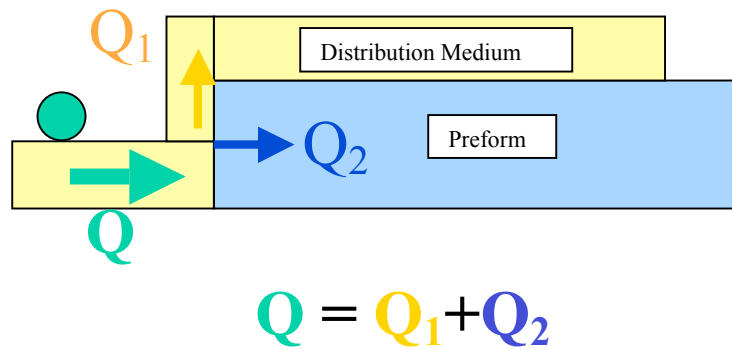 Q₁
Distribution Medium
Preform
Q₂
Q
Q = Q₁+Q₂